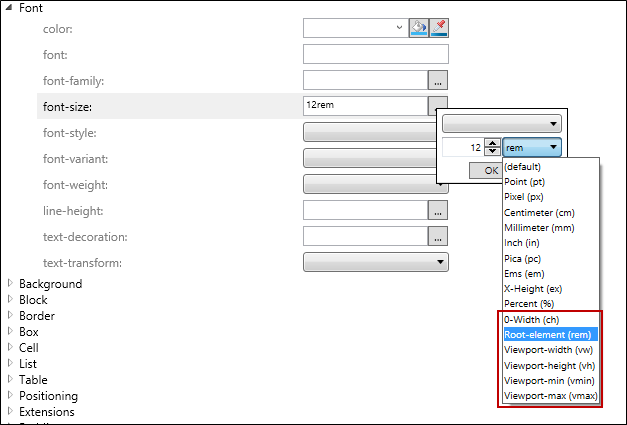 Font
color:
font:
font-family:
...
font-size:
12rem
font-style:
font-variant:
font-weight:
line-height:
...
text-decoration:
...
text-transform:
12
rem
OK
(default)
Point (pt)
Pixel (px)
Centimeter (cm)
Millimeter (mm)
Inch (in)
Pica (pc)
Ems (em)
X-Height (ex)
Percent (%)
0-Width (ch)
Root-element (rem)
Viewport-width (vw)
Viewport-height (vh)
Viewport-min (vmin)
Viewport-max (vmax)
Background
Block
Border
Box
Cell
List
Table
Positioning
Extensions